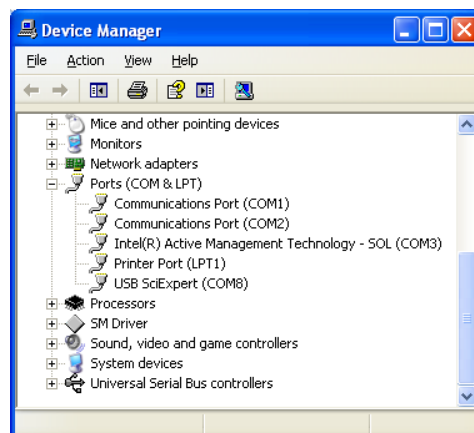 Device Manager
File Action View Help
Mice and other pointing devices
Monitors
Network adapters
Ports (COM & LPT)
Communications Port (COM1)
Communications Port (COM2)
Intel(R) Active Management Technology - SOL (COM3)
Printer Port (LPT1)
USB SciExpert (COM8)
Processors
SM Driver
Sound, video and game controllers
System devices
Universal Serial Bus controllers